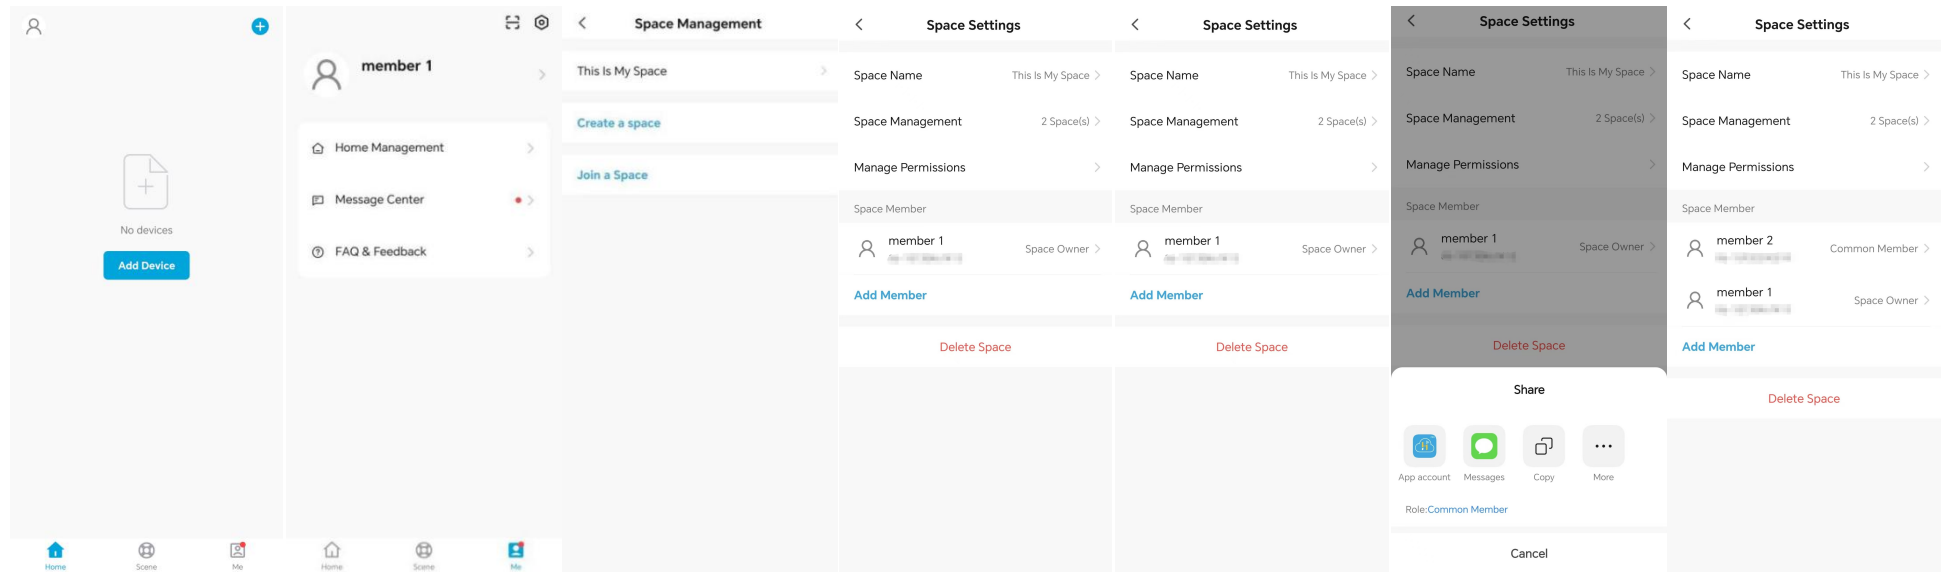 No devices
Add Device
Home
Scene
Me
member 1
Home Management
Message Center
FAQ & Feedback
Home
Scene
Me
Space Management
This Is My Space
Create a space
Join a Space
Space Settings
Space Name This Is My Space
Space Management 2 Space(s)
Manage Permissions
Space Member
member 1
Space Owner
Add Member
Delete Space
Space Settings
Space Name This Is My Space
Space Management 2 Space(s)
Manage Permissions
Space Member
member 1
Space Owner
Add Member
Delete Space
Space Settings
Space Name This Is My Space
Space Management 2 Space(s)
Manage Permissions
Space Member
member 1
Space Owner
Add Member
Delete Space
Share
App account Messages Copy More
Role:Common Member
Cancel
Space Settings
Space Name This Is My Space
Space Management 2 Space(s)
Manage Permissions
Space Member
member 2
Common Member
member 1
Space Owner
Add Member
Delete Space